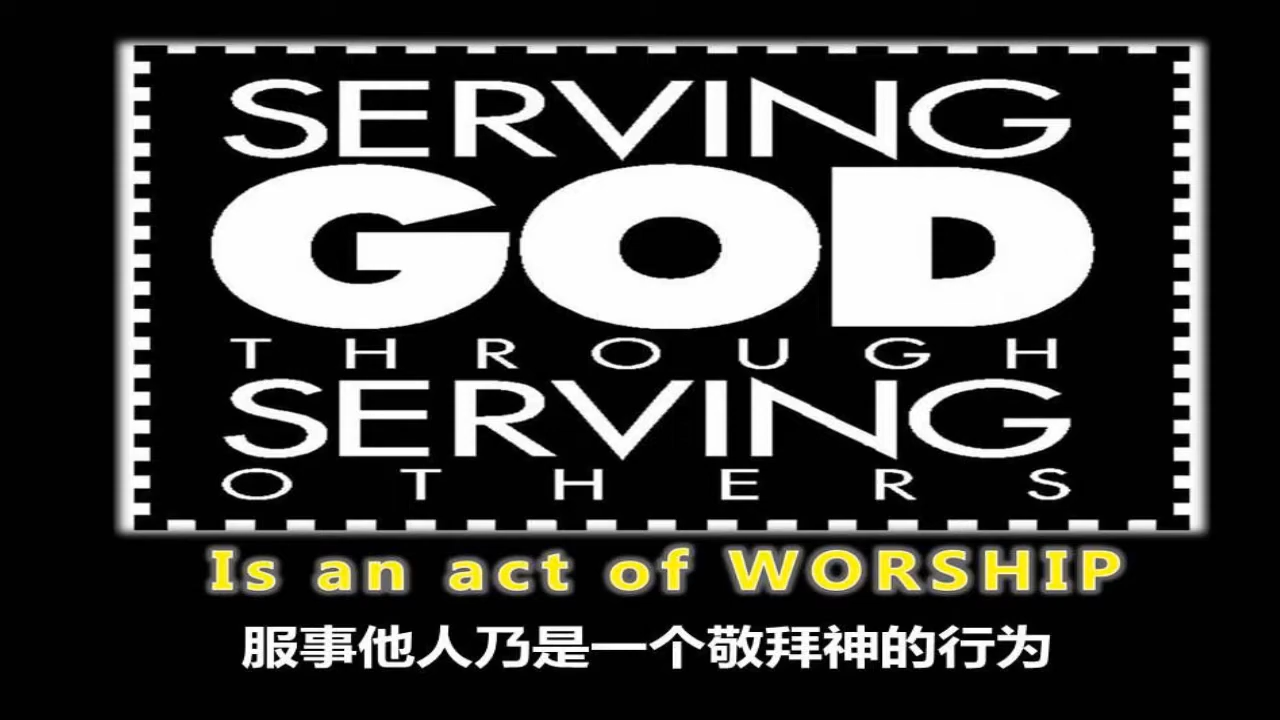 SERVING
GOD
THROUGH
SERVING
OTHERS
Is an act of WORSHIP
服事他人乃是一个敬拜神的行为